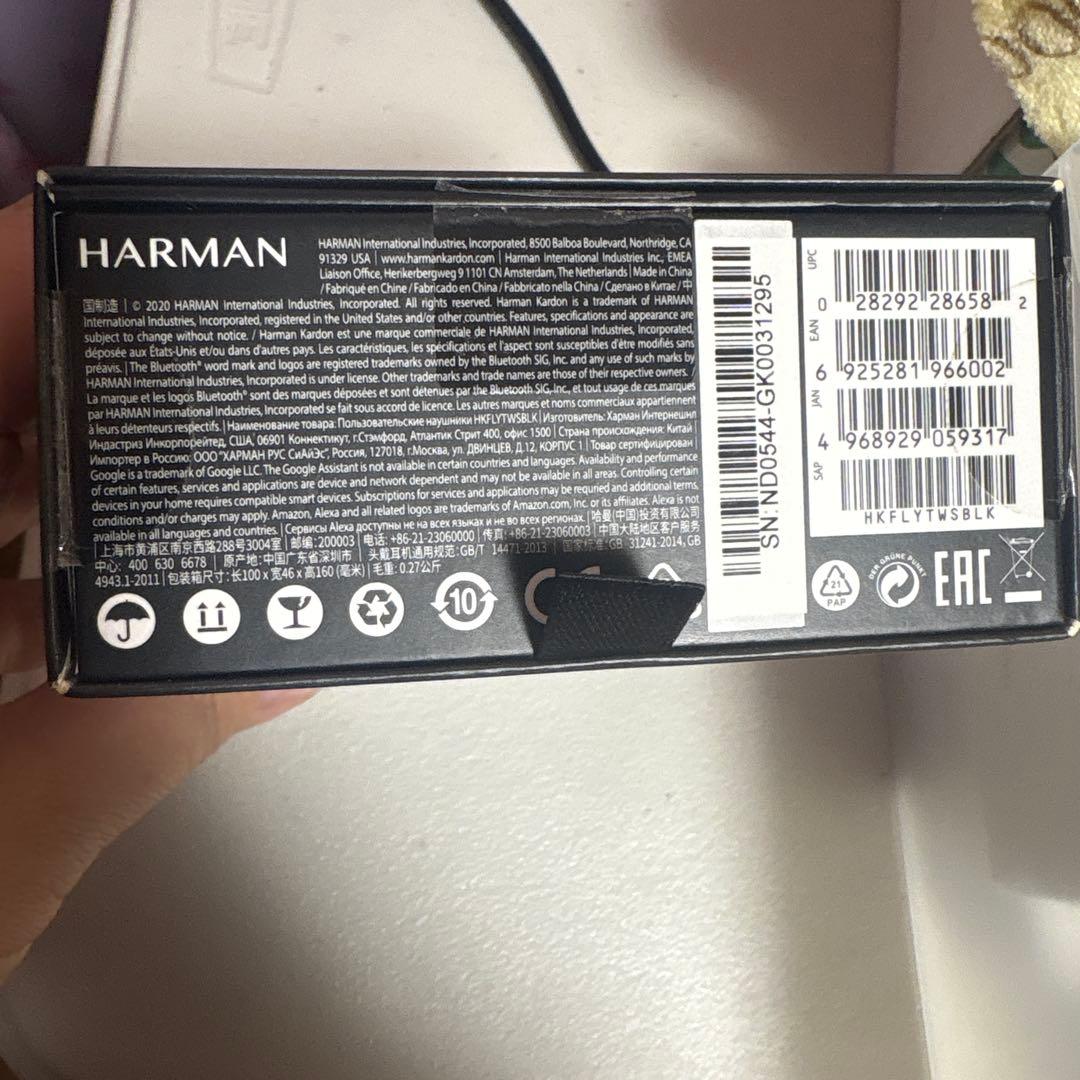 HARMAN
HARMAN International Industries, Incorporated, 8500 Balboa Boulevard, Northridge, CA
91329 USA | www.harmankardon.com | Harman International Industries Inc., EMEA
Liaison Office, Herikerbergweg 9 1101 CN Amsterdam, The Netherlands | Made in China
/ Fabriqué en Chine / Fabricado en China / Fabbricato nella China / Сделано в Китае / 中
国制造 | © 2020 HARMAN International Industries, Incorporated. All rights reserved. Harman Kardon is a trademark of HARMAN
International Industries, Incorporated, registered in the United States and/or other countries. Features, specifications and appearance are
subject to change without notice. / Harman Kardon est une marque commerciale de HARMAN International Industries, Incorporated,
déposée aux États-Unis et/ou dans d'autres pays. Les caractéristiques, les spécifications et l'aspect sont susceptibles d'être modifiés sans
préavis. | The Bluetooth® word mark and logos are registered trademarks owned by the Bluetooth SIG, Inc. and any use of such marks by
HARMAN International Industries, Incorporated is under license. Other trademarks and trade names are those of their respective owners. /
La marque et les logos Bluetooth® sont des marques déposées et sont détenues par the Bluetooth SIG, Inc., et tout usage de ces marques
par HARMAN International Industries, Incorporated se fait sous accord de licence. Les autres marques et noms commerciaux appartiennent
à leurs détenteurs respectifs. | Наименование товара: Пользовательские наушники HKFLYTWSBLK | Изготовитель: Харман Интернешнл
Индастриз Инкорпорейтед, США, 06901 Коннектикут, г.Стэмфорд, Атлантик Стрит 400, офис 1500 | Страна происхождения: Китай |
Импортер в Россию: ООО "ХАРМАН РУС СиАйЭс", Россия, 127018, г.Москва, ул. ДВИНЦЕВ, Д.12, КОРПУС 1 | Товар сертифицирован
Google is a trademark of Google LLC. The Google Assistant is not available in certain countries and languages. Availability and performance
of certain features, services and applications are device and network dependent and may not be available in all areas. Controlling certain
devices in your home requires compatible smart devices. Subscriptions for services and applications may be required and additional terms,
conditions and/or charges may apply. Amazon, Alexa and all related logos are trademarks of Amazon.com, Inc. or its affiliates. Alexa is not
available in all languages and countries. | Сервисы Alexa доступны не на всех языках и не во всех регионах. | 哈曼(中国)投资有限公司
| 上海市黄浦区南京西路288号3004室 | 邮编:200003 | 电话: +86-21-23060000 | 传真: +86-21-23060003 | 中国大陆地区客户服务
中心: 400 630 6678 | 原产地:中国广东省深圳市 | 头戴耳机通用规范: GB/T 14471-2013 | 国家标准: GB 31241-2014, GB
4943.1-2011 | 包装箱尺寸: 长100 x 宽46 x 高160 (毫米) | 毛重: 0.27公斤
10
SN:ND0544-GK0031295
UPC
0 28292 28658 2
EAN
6 925281 966002
JAN
4 968929 059317
SAP
HKFLYTWSBLK
21
PAP
DER GRÜNE PUNKT
EAC